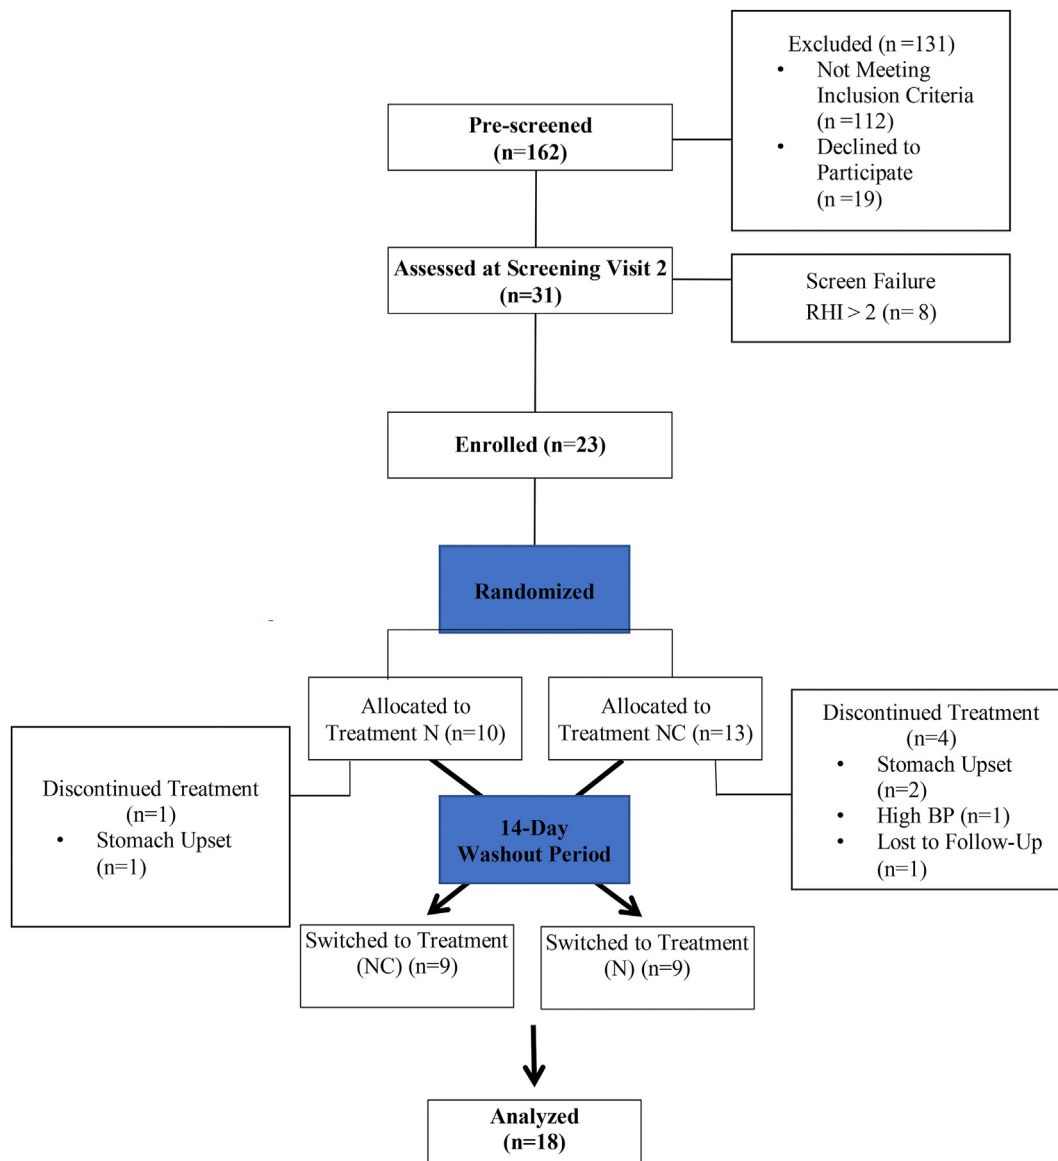 Pre-screened
(n=162)
Excluded (n =131)
• Not Meeting
Inclusion Criteria
(n =112)
• Declined to
Participate
(n =19)
Assessed at Screening Visit 2
(n=31)
Screen Failure
RHI > 2 (n= 8)
Enrolled (n=23)
Randomized
Allocated to
Treatment N (n=10)
Allocated to
Treatment NC (n=13)
Discontinued Treatment
(n=1)
• Stomach Upset
(n=1)
Discontinued Treatment
(n=4)
• Stomach Upset
(n=2)
• High BP (n=1)
• Lost to Follow-Up
(n=1)
14-Day
Washout Period
Switched to Treatment
(NC) (n=9)
Switched to Treatment
(N) (n=9)
Analyzed
(n=18)